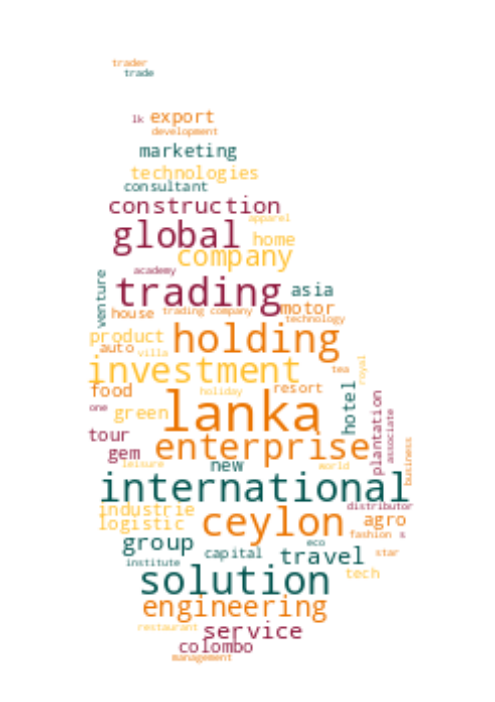 trader
trade
lk export
development
marketing
technologies
consultant
construction
apparel
global home
company
academy
venture
trading asia
house trading company motor
technology
product holding
auto villa
investment tea royal
food holiday resort
one green lanka hotel
tour enterprise plantation associate
gem
leisure new world business
international
industrie distributor
logistic ceylon agro
fashion s
group eco
capital travel star
institute
solution tech
engineering
restaurant service
colombo
management